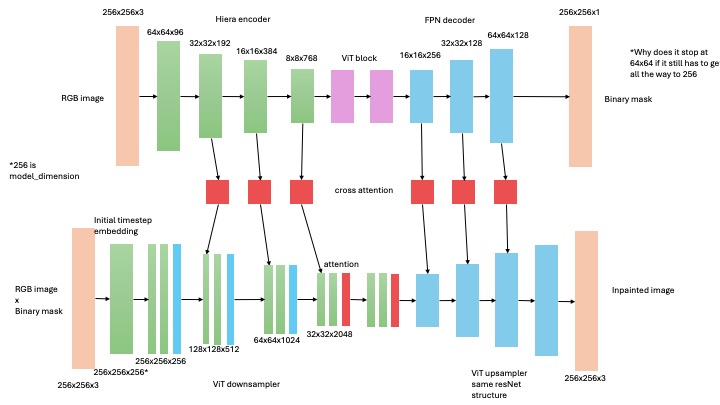 256x256x3
Hiera encoder
FPN decoder
256x256x1
64x64x96
32x32x192
16x16x384
8x8x768
ViT block
16x16x256
32x32x128
64x64x128
*Why does it stop at
64x64 if it still has to ge
all the way to 256
RGB image
Binary mask
*256 is
model_dimension
cross attention
Initial timestep
embedding
attention
RGB image
x
Binary mask
Inpainted image
256x256x256*
256x256x256
128x128x512
64x64x1024
32x32x2048
256x256x3
ViT downsampler
ViT upsampler
same resNet
structure
256x256x3